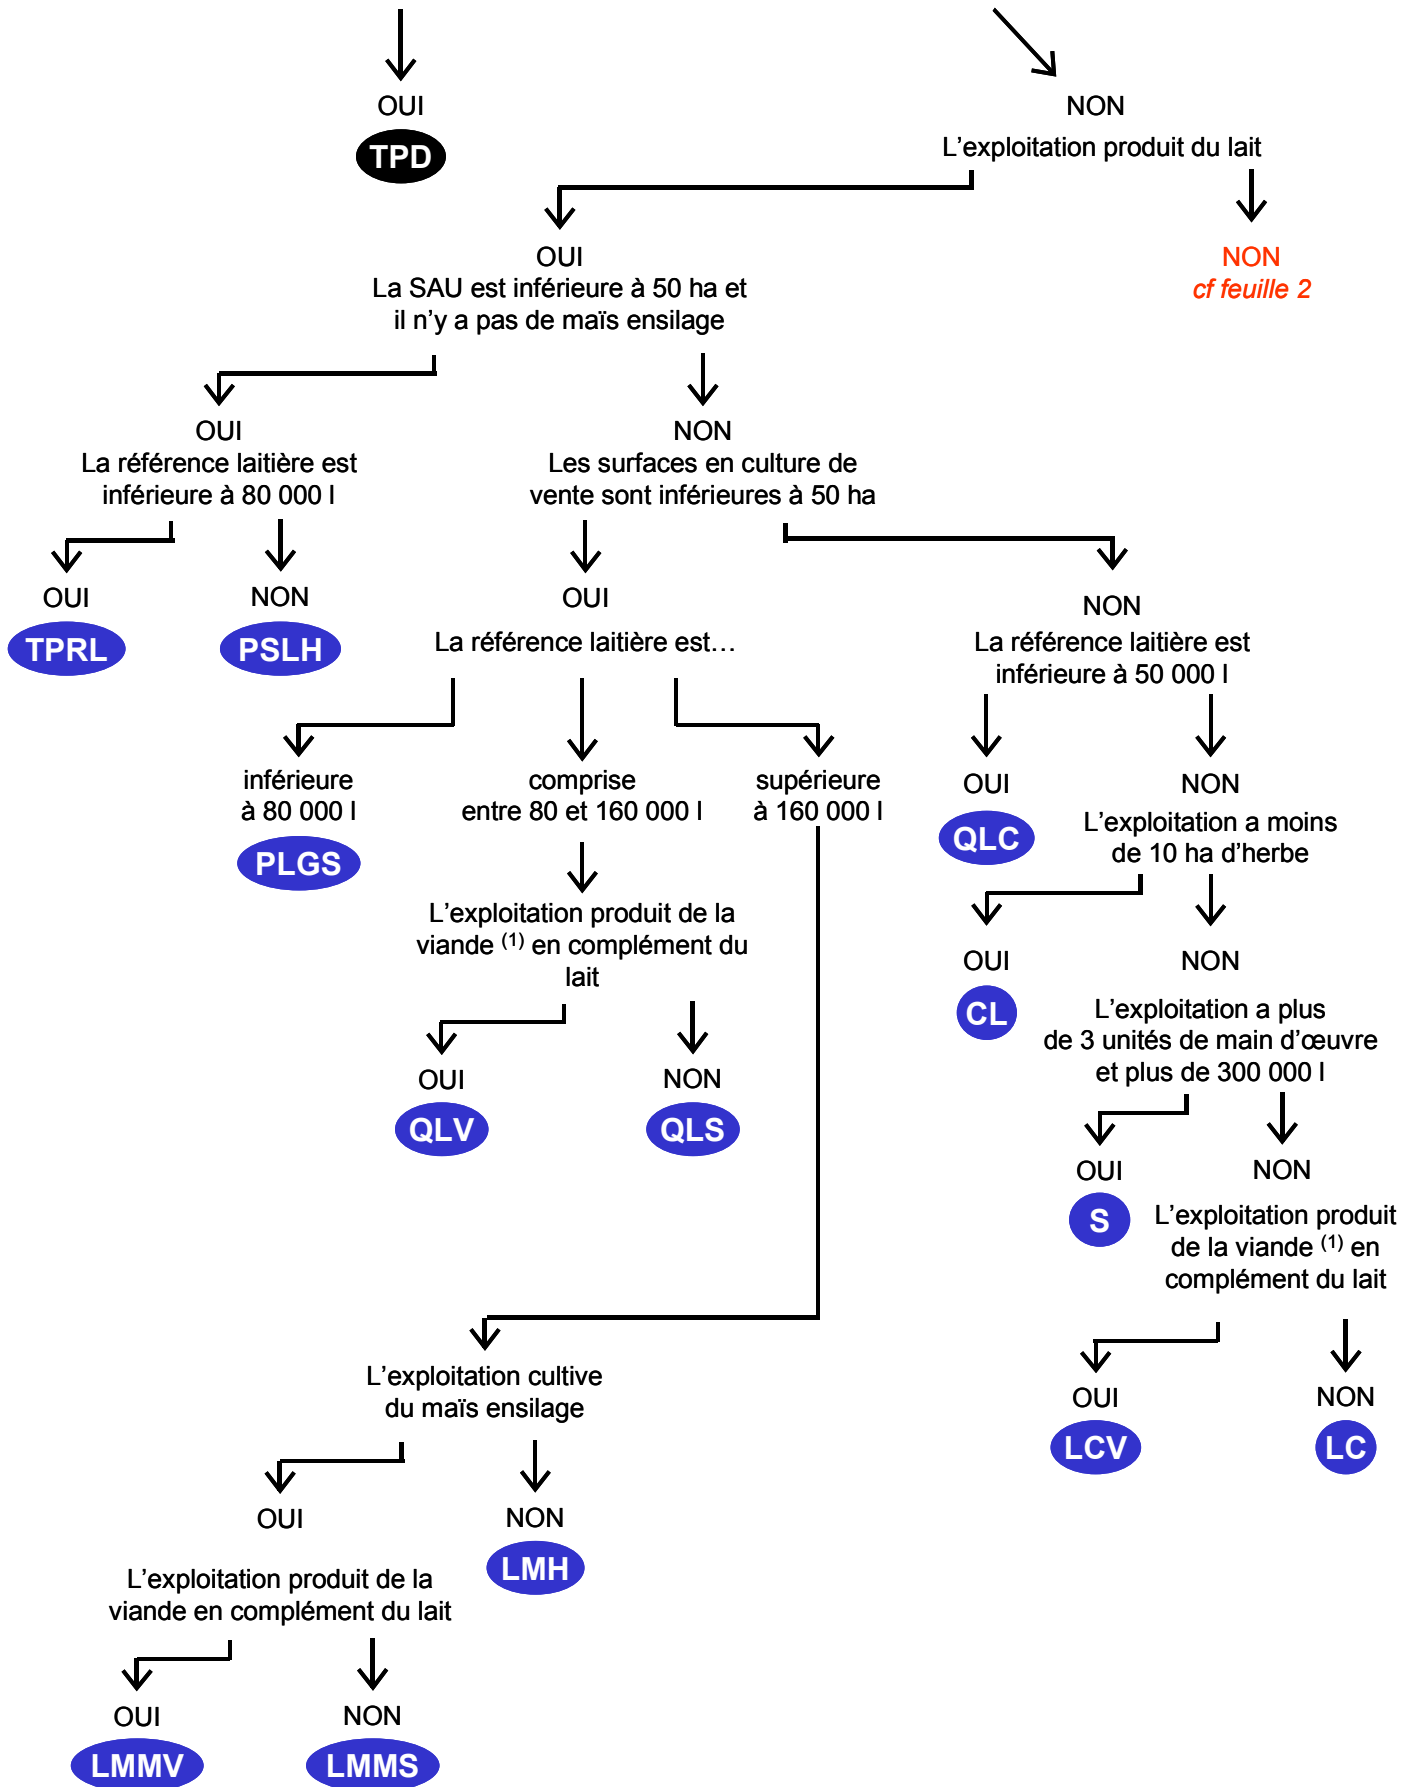 OUI
NON
TPD
L'exploitation produit du lait
OUI
NON
La SAU est inférieure à 50 ha et
cf feuille 2
il n'y a pas de maïs ensilage
OUI
NON
La référence laitière est
Les surfaces en culture de
inférieure à 80 000 l
vente sont inférieures à 50 ha
OUI
NON
OUI
NON
TPRL
PSLH
La référence laitière est…
La référence laitière est
inférieure à 50 000 l
inférieure
à 80 000 l
comprise
entre 80 et 160 000 l
supérieure
à 160 000 l
OUI
NON
PLGS
QLC
L'exploitation a moins
de 10 ha d'herbe
L'exploitation produit de la
viande (1) en complément du
lait
OUI
NON
CL
L'exploitation a plus
de 3 unités de main d'œuvre
et plus de 300 000 l
OUI
NON
QLV
QLS
OUI
NON
S
L'exploitation produit
de la viande (1) en
complément du lait
L'exploitation cultive
du maïs ensilage
OUI
NON
LCV
LC
OUI
NON
LMH
L'exploitation produit de la
viande en complément du lait
OUI
NON
LMMV
LMMS